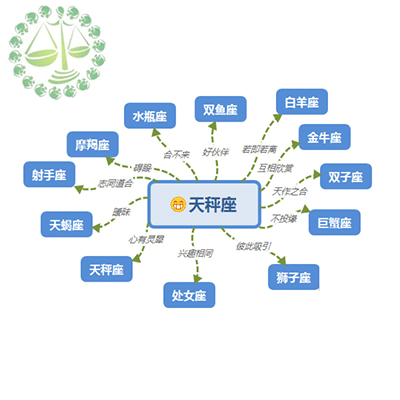 双鱼座
白羊座
水瓶座
金牛座
摩羯座
合不来
好伙伴
若即若离
互相欣赏
射手座
碍眼
双子座
志同道合
天作之合
天秤座
暧昧
不投缘
巨蟹座
天蝎座
心有灵犀
兴趣相同
彼此吸引
天秤座
狮子座
处女座